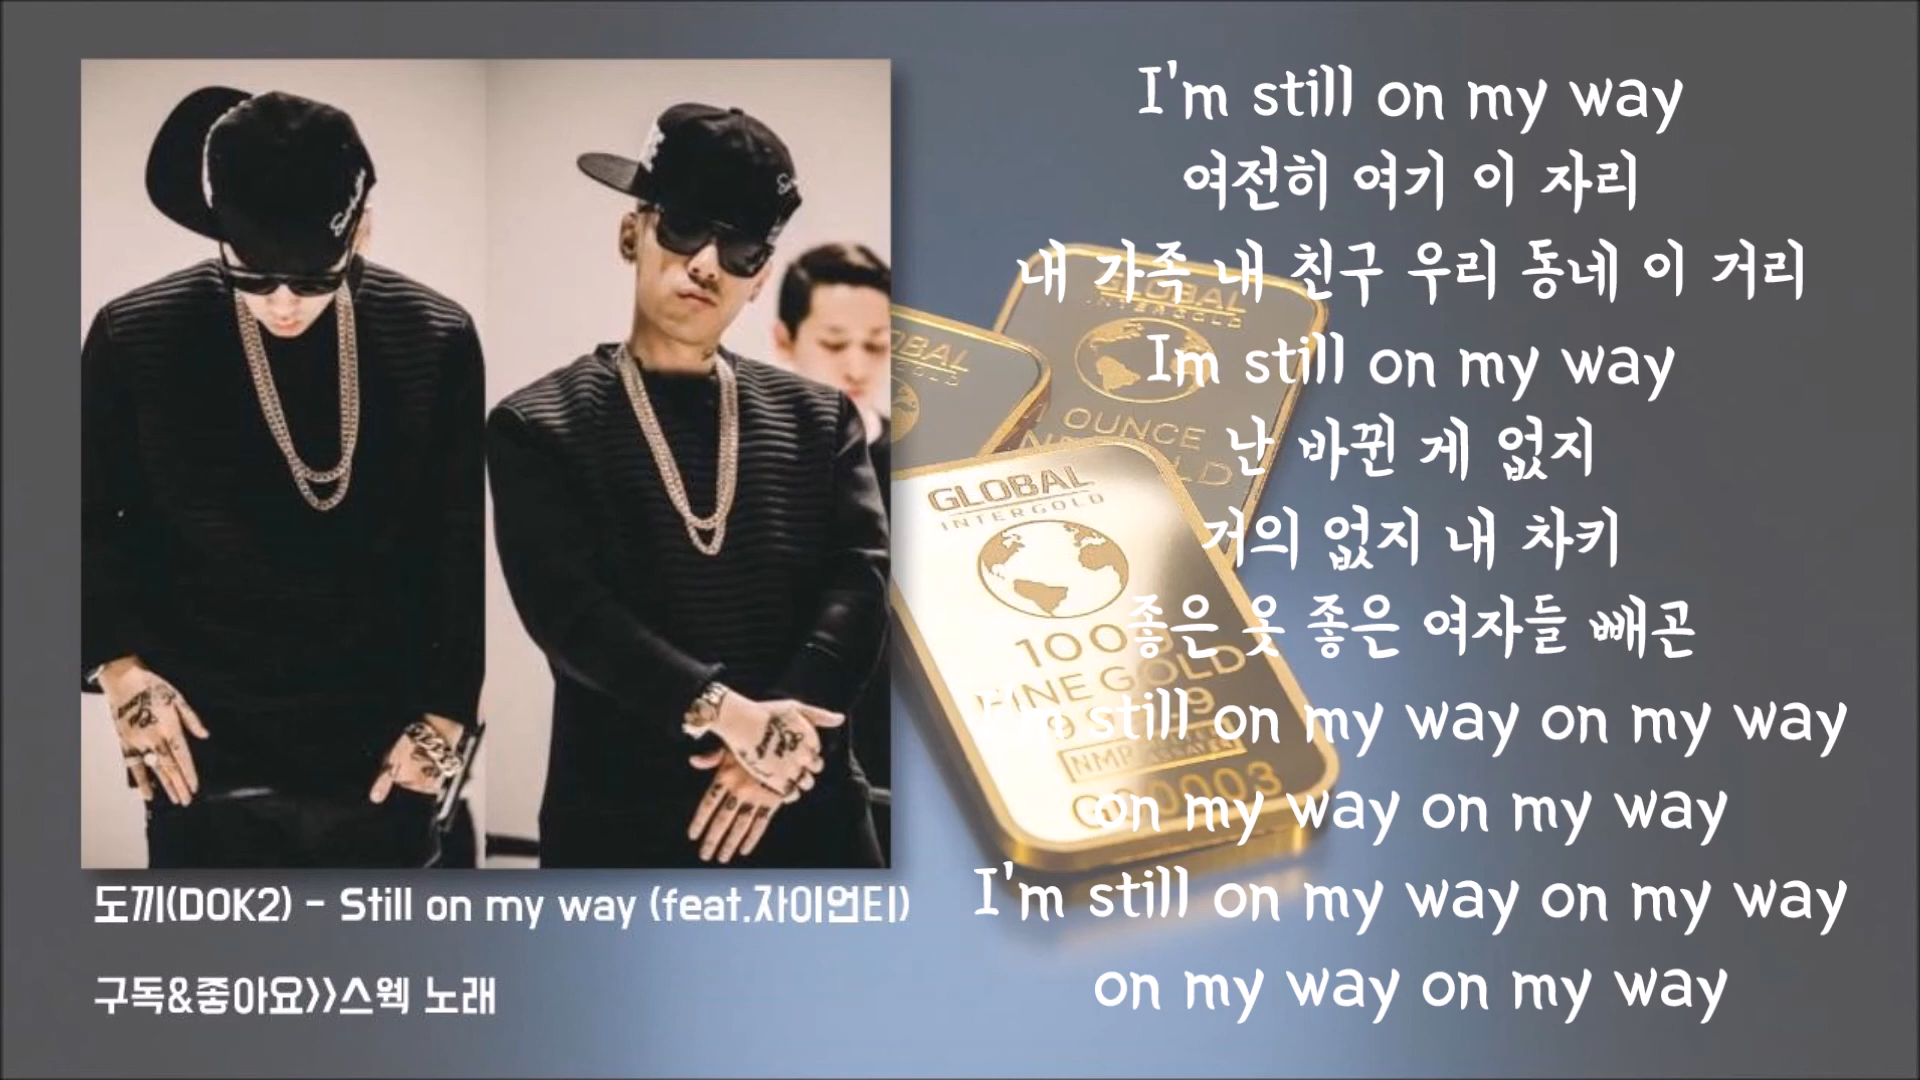 I'm still on my way
여전히 여기 이 자리
내 가족 내 친구 우리 동네 이 거리
Im still on my way
난 바뀐 게 없지
거의 없지 내 차키
좋은 옷 좋은 여자들 빼곤
I'm still on my way on my way
on my way on my way
I'm still on my way on my way
on my way on my way
도끼(DOK2) - Still on my way (feat.자이언티)
구독&좋아요>>스웩 노래
GLOBAL
INTERGOLD
1 OUNCE
GLOBAL
INTERGOLD
100
FINE GOLD